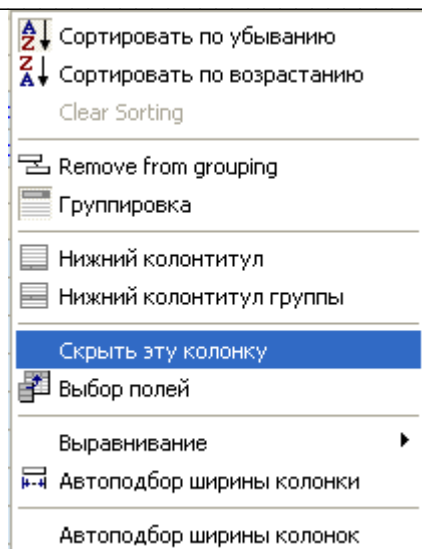 Сортировать по убыванию
Сортировать по возрастанию
Clear Sorting
Remove from grouping
Группировка
Нижний колонтитул
Нижний колонтитул группы
Скрыть эту колонку
Выбор полей
Выравнивание
Автоподбор ширины колонки
Автоподбор ширины колонок